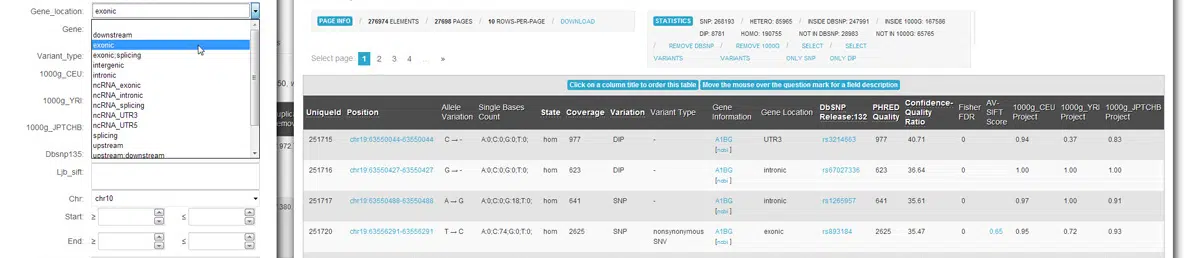 Gene_location: exonic
Gene:
downstream
exonic
exonic;splicing
Variant_type:
intergenic
1000g_CEU:
intronic
ncRNA_exonic
ncRNA_intronic
1000g_YRI:
ncRNA_splicing
ncRNA_UTR3
1000g_JPTCHB:
ncRNA_UTR5
splicing
upstream
Dbsnp135:
upstream;downstream
Ljb_sift:
Chr: chr10
Start: ≥ ≤
End: ≥ ≤
PAGE INFO / 276974 ELEMENTS / 27698 PAGES / 10 ROWS-PER-PAGE / DOWNLOAD
Select page 1 2 3 4 ... »
STATISTICS SNP: 268193 / HETERO: 85965 / INSIDE DBSNP: 247991 / INSIDE 1000G: 167586
DIP: 8781 HOMO: 190755 NOT IN DBSNP: 28983 NOT IN 1000G: 65765
/ REMOVE DBSNP / REMOVE 1000G / SELECT / SELECT
VARIANTS VARIANTS ONLY SNP ONLY DIP
Click on a column title to order this table Move the mouse over the question mark for a field description
UniqueId Position Allele Variation Single Bases Count State Coverage Variation Variant Type Gene Information Gene Location DbSNP Release:132 PHRED Quality Confidence-Quality Ratio Fisher FDR AV-SIFT Score 1000g_CEU Project 1000g_YRI Project 1000g_JPTCHB Project
251715 chr19:63550044-63550044 C → - A:0;C:0;G:0;T:0; hom 977 DIP - A1BG UTR3 rs3214663 977 40.71 0 0.94 0.37 0.83
[ncbi ]
251716 chr19:63550427-63550427 G → - A:0;C:0;G:0;T:0; hom 623 DIP - A1BG intronic rs67027336 623 36.64 0 1.00 1.00 1.00
[ncbi ]
251717 chr19:63550488-63550488 A → G A:0;C:0;G:18;T:0; hom 641 SNP - A1BG intronic rs1265957 641 35.61 0 0.97 1.00 0.91
[ncbi ]
251720 chr19:63556291-63556291 T → C A:0;C:74;G:0;T:0; hom 2625 SNP nonsynonymous SNV A1BG exonic rs893184 2625 35.47 0 0.65 0.95 0.72 0.93
[ncbi ]